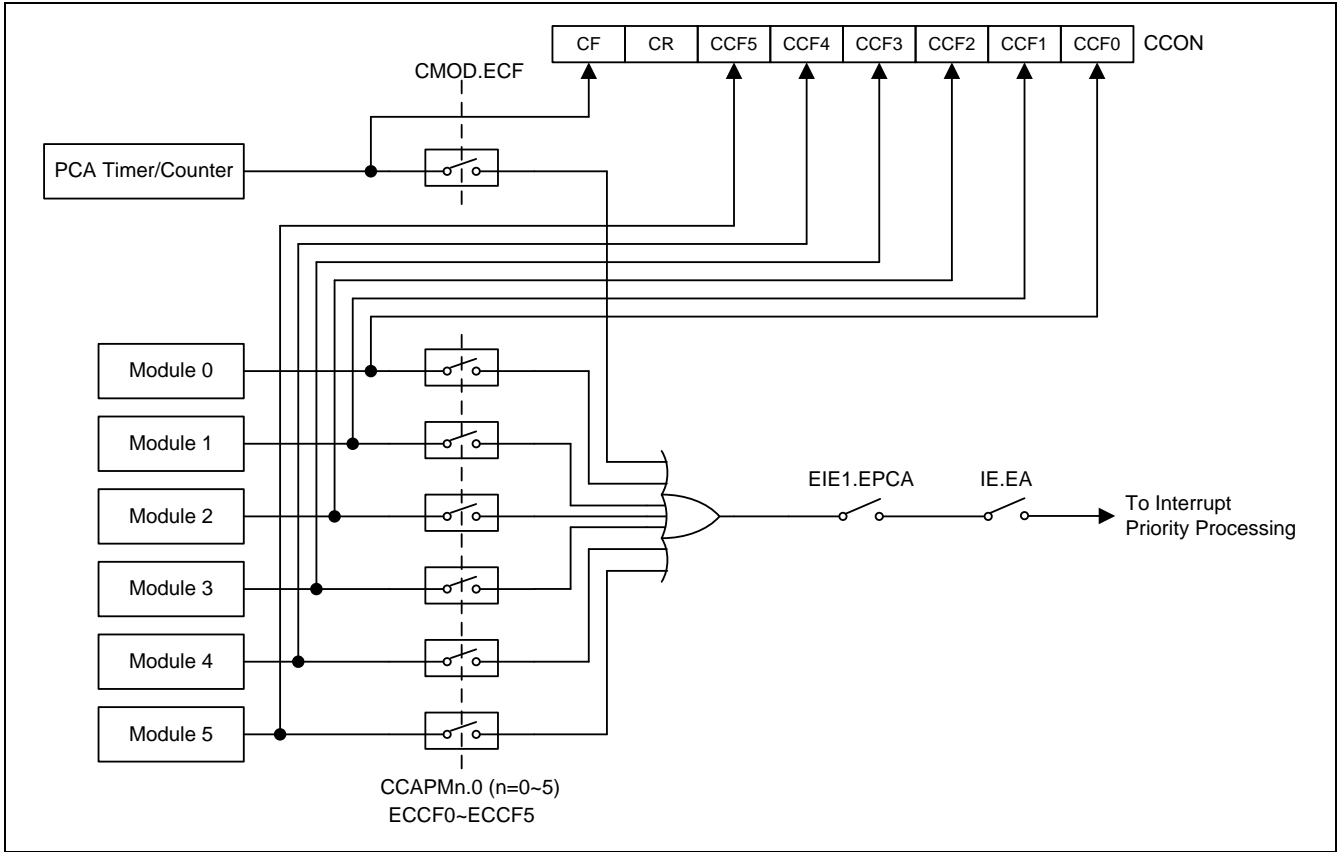 CF CR CCF5 CCF4 CCF3 CCF2 CCF1 CCF0 CCON
CMOD.ECF
PCA Timer/Counter
Module 0
Module 1
Module 2
Module 3
Module 4
Module 5
EIE1.EPCA
IE.EA
To Interrupt
Priority Processing
CCAPMn.0 (n=0~5)
ECCF0~ECCF5